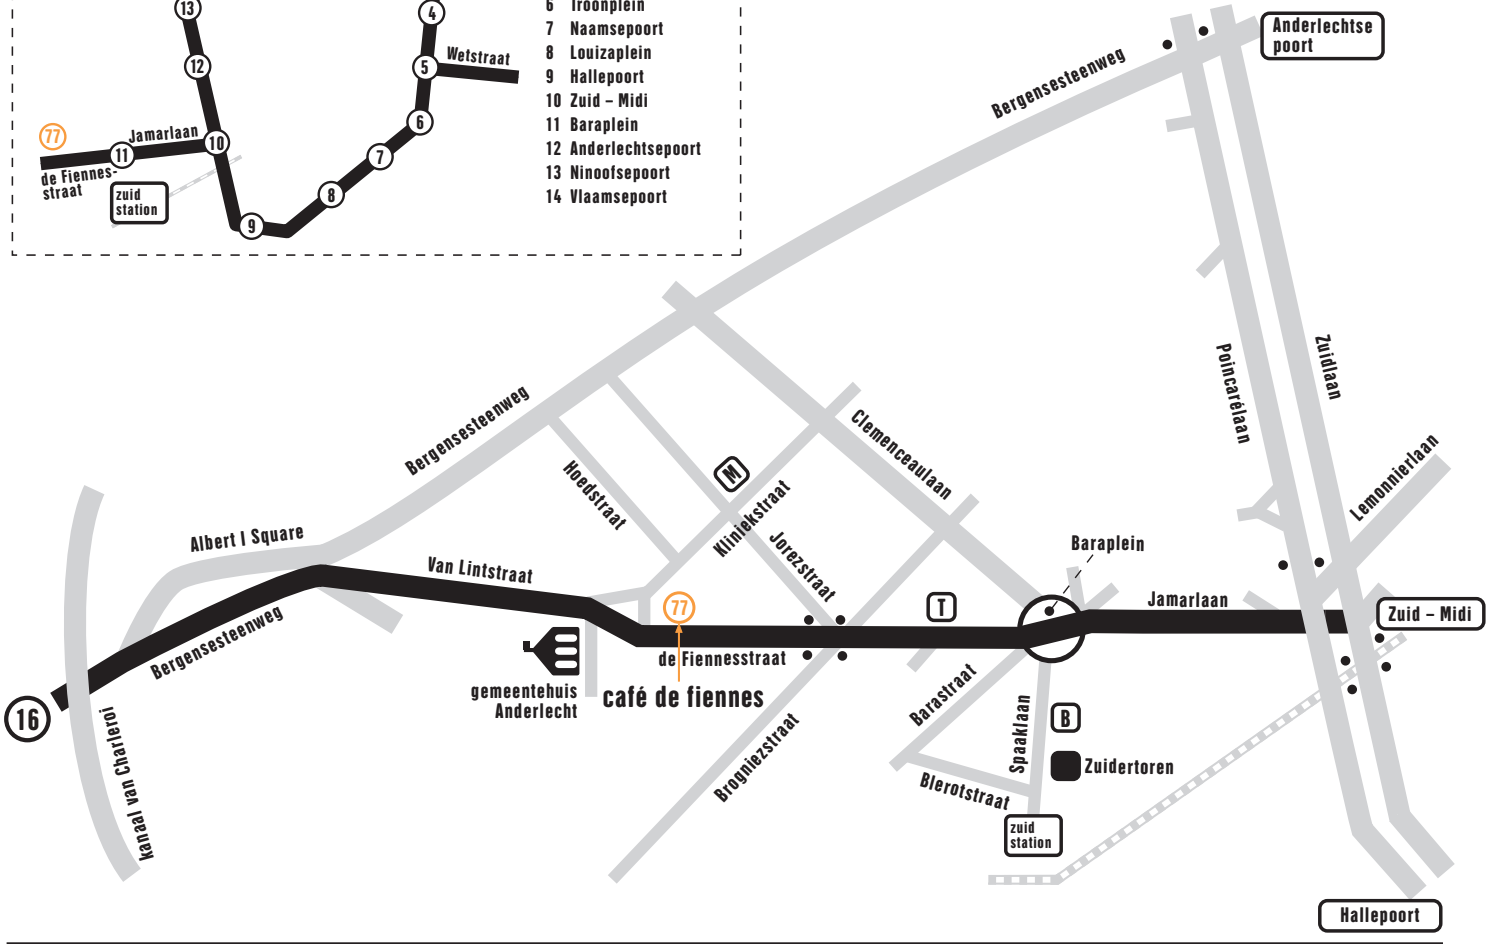 13
4
6 Troonplein
7 Naamsepoort
8 Louizaplein
9 Hallepoort
10 Zuid – Midi
11 Baraplein
12 Anderlechtsepoort
13 Ninoofsepoort
14 Vlaamsepoort
12
5
Wetstraat
6
77
Jamarlaan
11
10
7
de Fiennes-
straat
zuid
station
8
9
Anderlechtse
poort
Bergensesteenweg
Poincarélaan
Zuidlaan
Bergensesteenweg
Clemenceaulaan
Lemonnierlaan
Hoedstraat
M
Kliniekstraat
Jorezstraat
Albert I Square
Van Lintstraat
Baraplein
Jamarlaan
Zuid – Midi
77
T
Bergensesteenweg
de Fiennesstraat
gemeentehuis
Anderlecht
café de fiennes
16
Kanaal van Charleroi
Barastraat
Spaaklaan
B
Zuidertoren
Brogniezstraat
Blerotstraat
zuid
station
Hallepoort